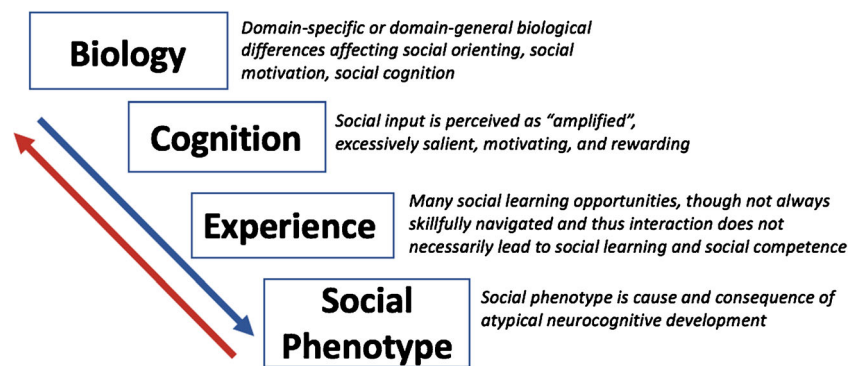 Biology
Domain-specific or domain-general biological
differences affecting social orienting, social
motivation, social cognition
Cognition
Social input is perceived as “amplified”,
excessively salient, motivating, and rewarding
Experience
Many social learning opportunities, though not always
skillfully navigated and thus interaction does not
necessarily lead to social learning and social competence
Social
Phenotype
Social phenotype is cause and consequence of
atypical neurocognitive development